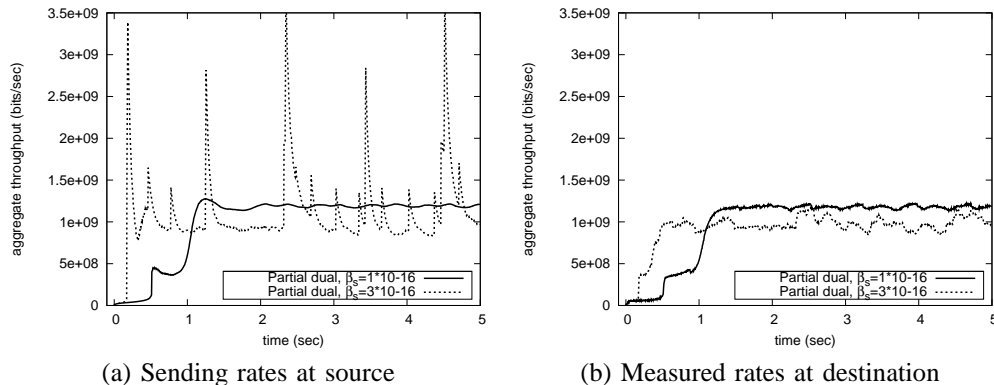 3.5e+09
3e+09
2.5e+09
2e+09
1.5e+09
1e+09
5e+08
0
aggregate throughput (bits/sec)
0 1 2 3 4 5
time (sec)
Partial dual, β_s=1*10-16
Partial dual, β_s=3*10-16
(a) Sending rates at source
3.5e+09
3e+09
2.5e+09
2e+09
1.5e+09
1e+09
5e+08
0
aggregate throughput (bits/sec)
0 1 2 3 4 5
time (sec)
Partial dual, β_s=1*10-16
Partial dual, β_s=3*10-16
(b) Measured rates at destination